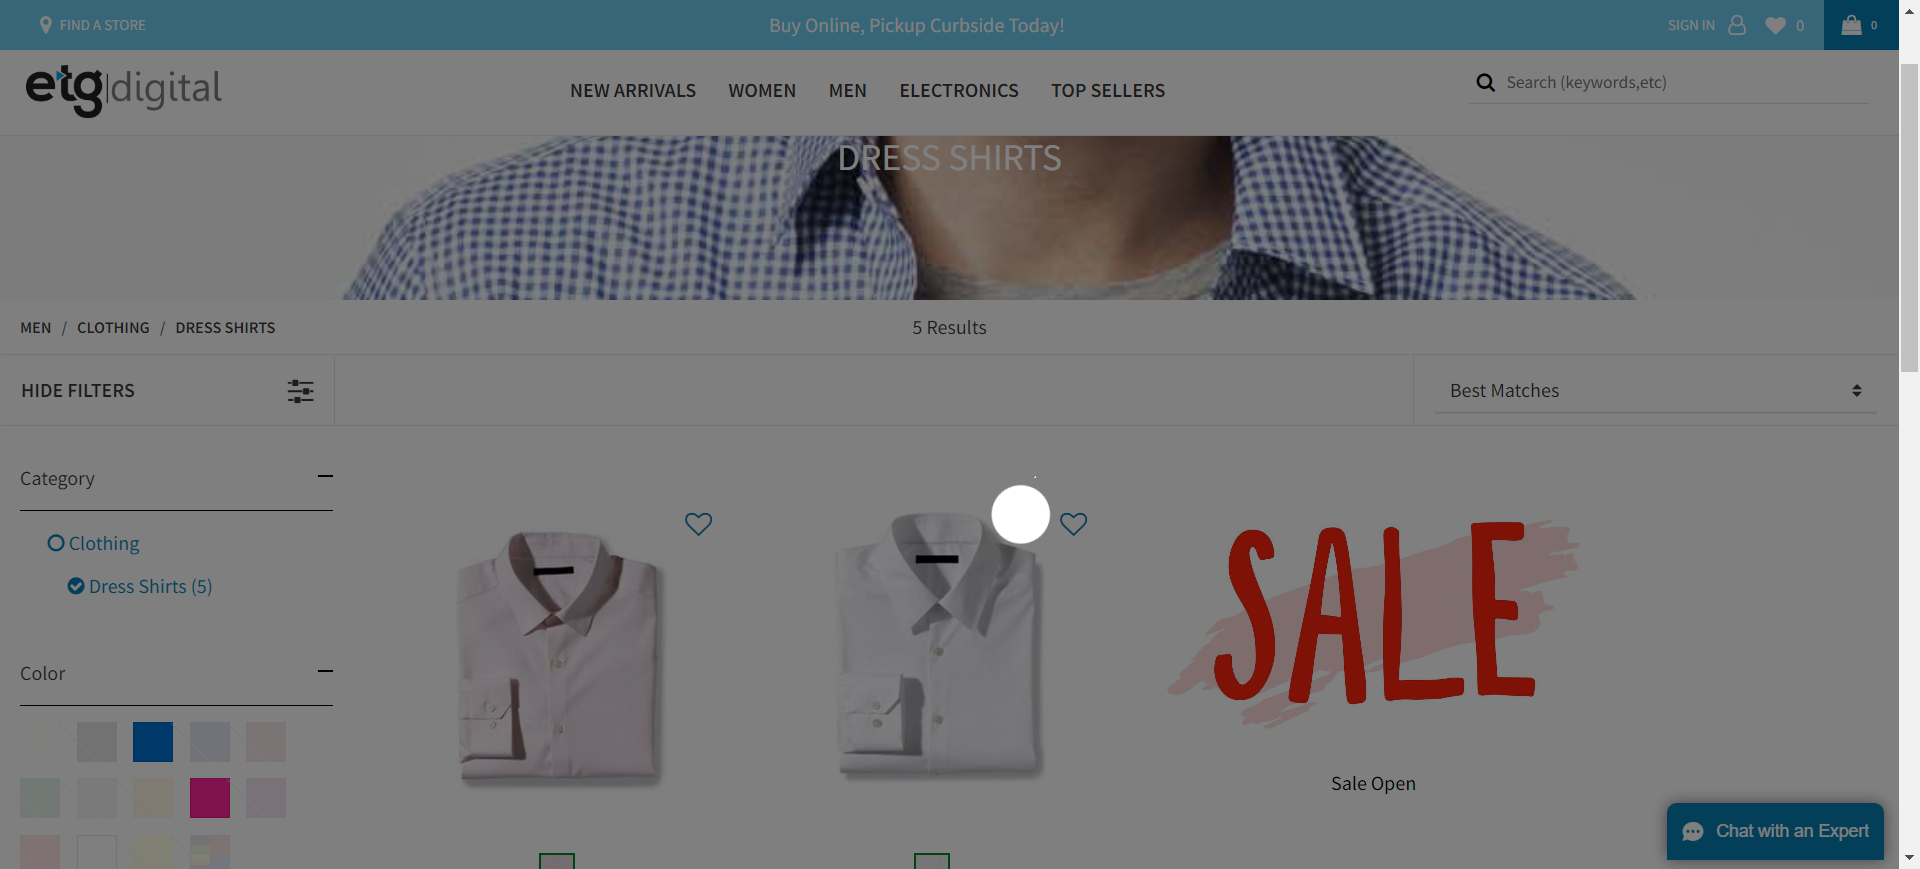 FIND A STORE
Buy Online, Pickup Curbside Today!
SIGN IN
0
0
etg|digital
NEW ARRIVALS
WOMEN
MEN
ELECTRONICS
TOP SELLERS
Search (keywords,etc)
DRESS SHIRTS
MEN / CLOTHING / DRESS SHIRTS
5 Results
HIDE FILTERS
Best Matches
Category
Clothing
Dress Shirts (5)
Color
SALE
Sale Open
Chat with an Expert